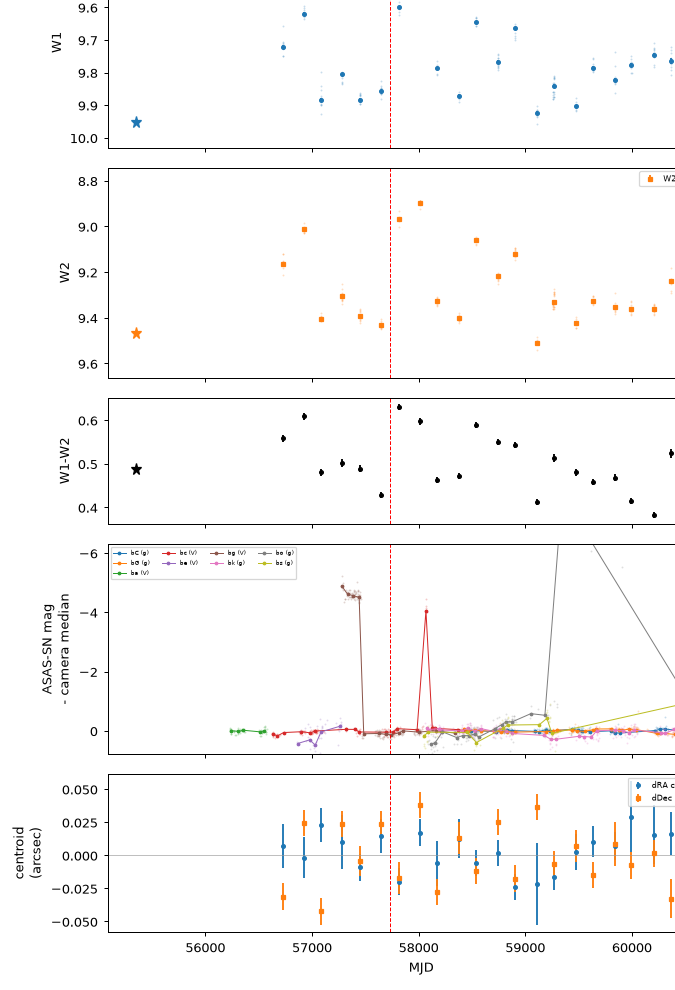 9.6
9.7
9.8
9.9
10.0
W1
8.8
9.0
9.2
9.4
9.6
W2
W2
0.6
0.5
0.4
W1-W2
−6
−4
−2
0
ASAS-SN mag
- camera median
bC (g)
bG (g)
ba (V)
bc (V)
be (V)
bg (V)
bk (g)
bo (g)
bs (g)
0.050
0.025
0.000
−0.025
−0.050
centroid
(arcsec)
dRA c
dDec
56000
57000
58000
59000
60000
MJD